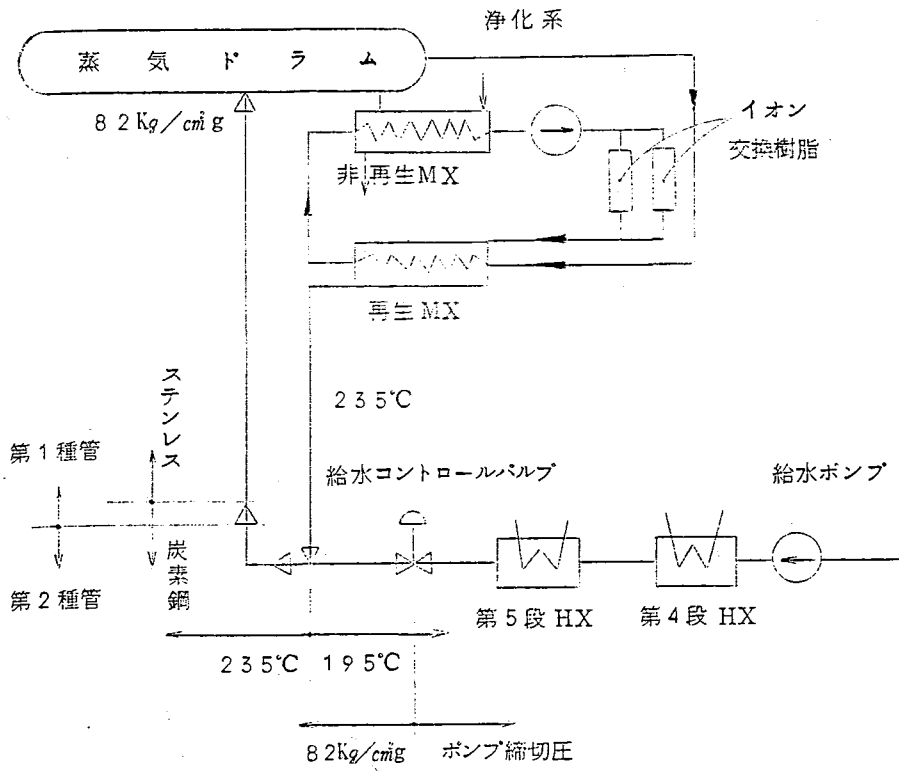 浄化系
蒸気ドラム
82Kg/cm²g
イオン
交換樹脂
非再生MX
再生MX
235℃
ステンレス
第1種管
給水コントロールバルブ
給水ポンプ
炭素鋼
第2種管
第5段HX
第4段HX
235℃ 195℃
82Kg/cm²g
ポンプ締切圧